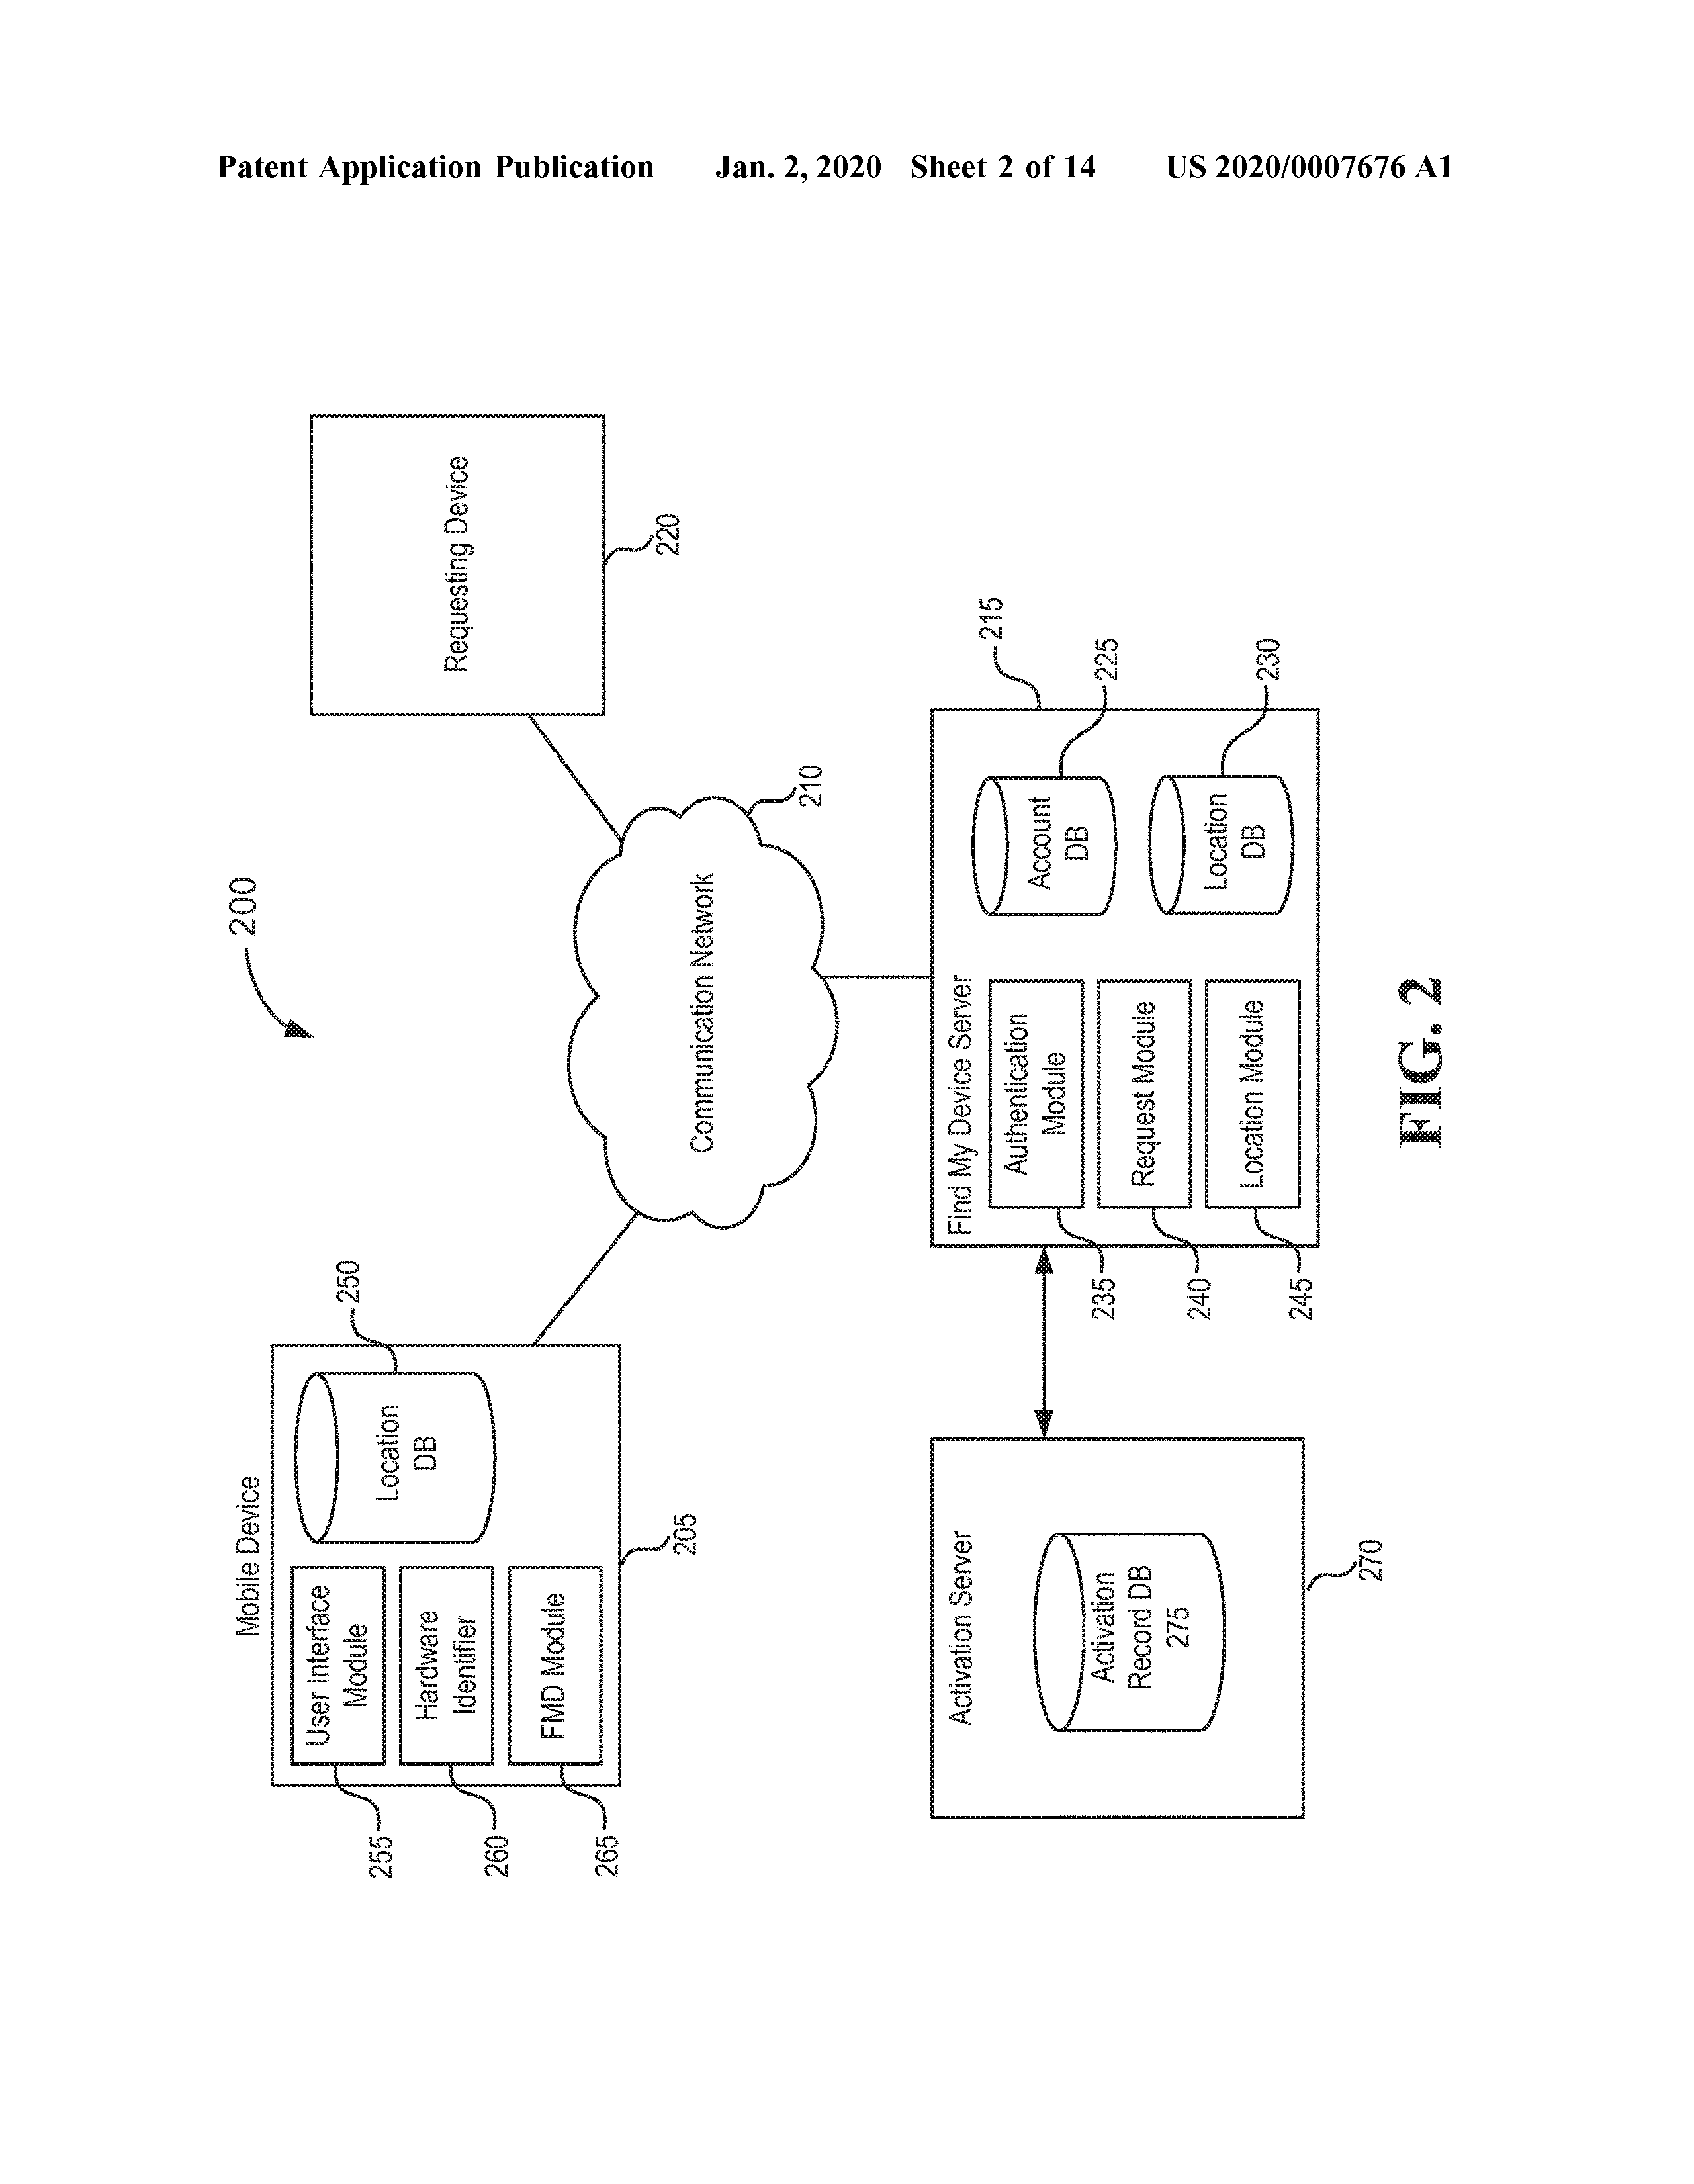 Patent Application Publication Jan. 2, 2020 Sheet 2 of 14 US 2020/0007676 A1
200
Mobile Device
User Interface
Module
Hardware
Identifier
FMD Module
Location
DB
250
255
260
265
205
Requesting Device
220
Communication Network
210
Activation Server
Activation
Record DB
275
270
Find My Device Server
Authentication
Module
Request Module
Location Module
Account
DB
Location
DB
215
225
230
235
240
245
FIG. 2